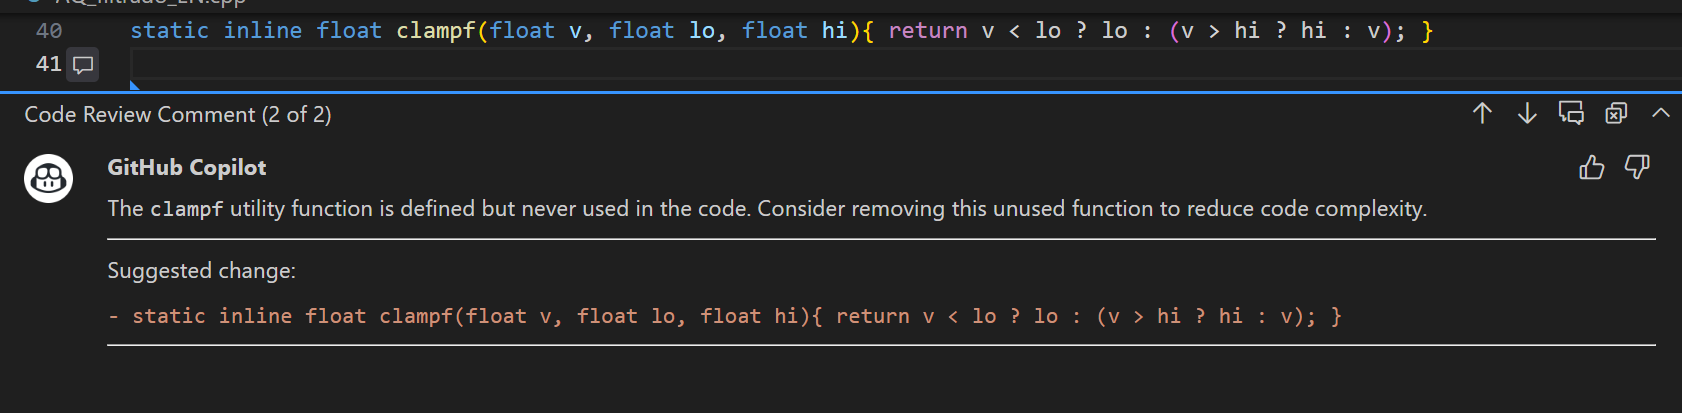 AQ_filtrado_EN.cpp
40 static inline float clampf(float v, float lo, float hi){ return v < lo ? lo : (v > hi ? hi : v); }
41
Code Review Comment (2 of 2)
GitHub Copilot
The clampf utility function is defined but never used in the code. Consider removing this unused function to reduce code complexity.
Suggested change:
- static inline float clampf(float v, float lo, float hi){ return v < lo ? lo : (v > hi ? hi : v); }